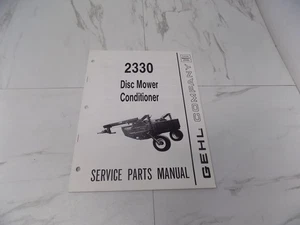 2330
Disc Mower
Conditioner
SERVICE PARTS MANUAL
GEHL COMPANY